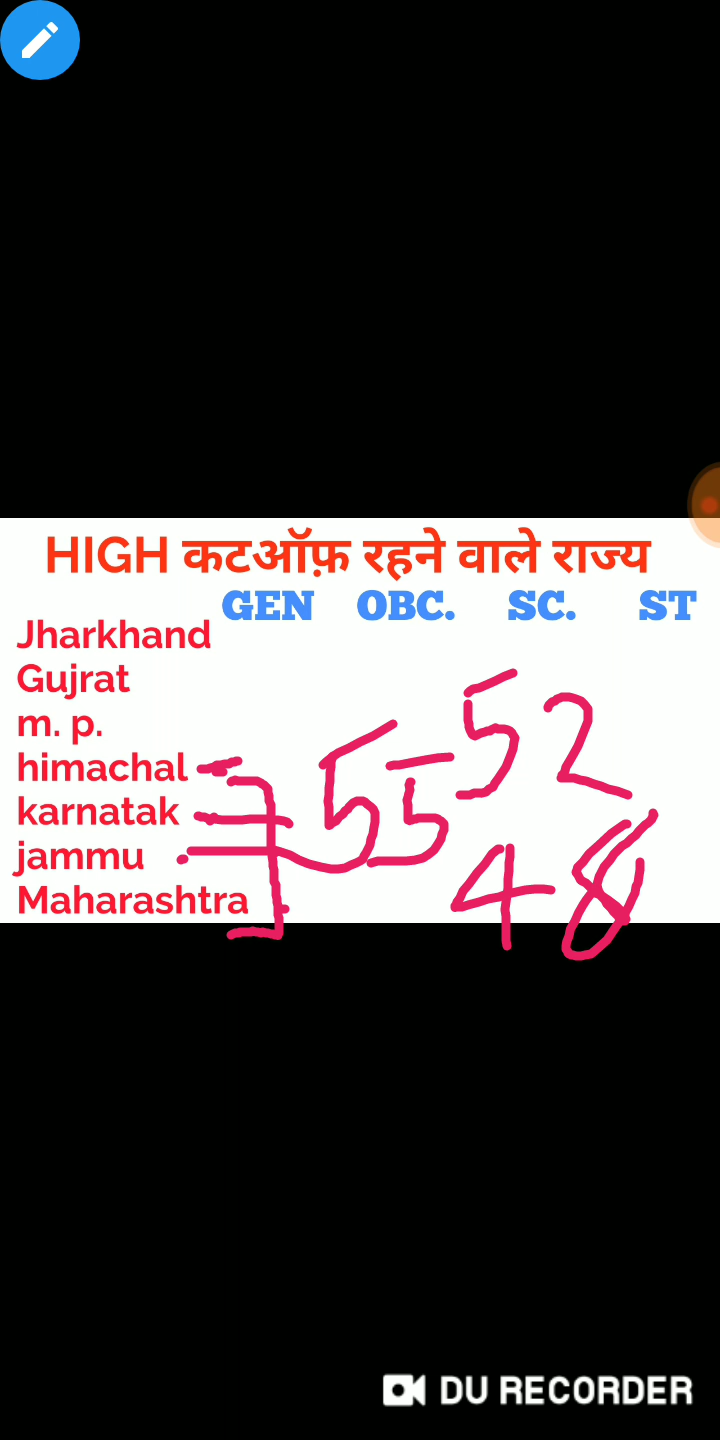 HIGH कटऑफ़ रहने वाले राज्य
GEN OBC. SC. ST
Jharkhand
Gujrat
m. p.
himachal
karnatak
jammu
Maharashtra
55
52
48
DU RECORDER